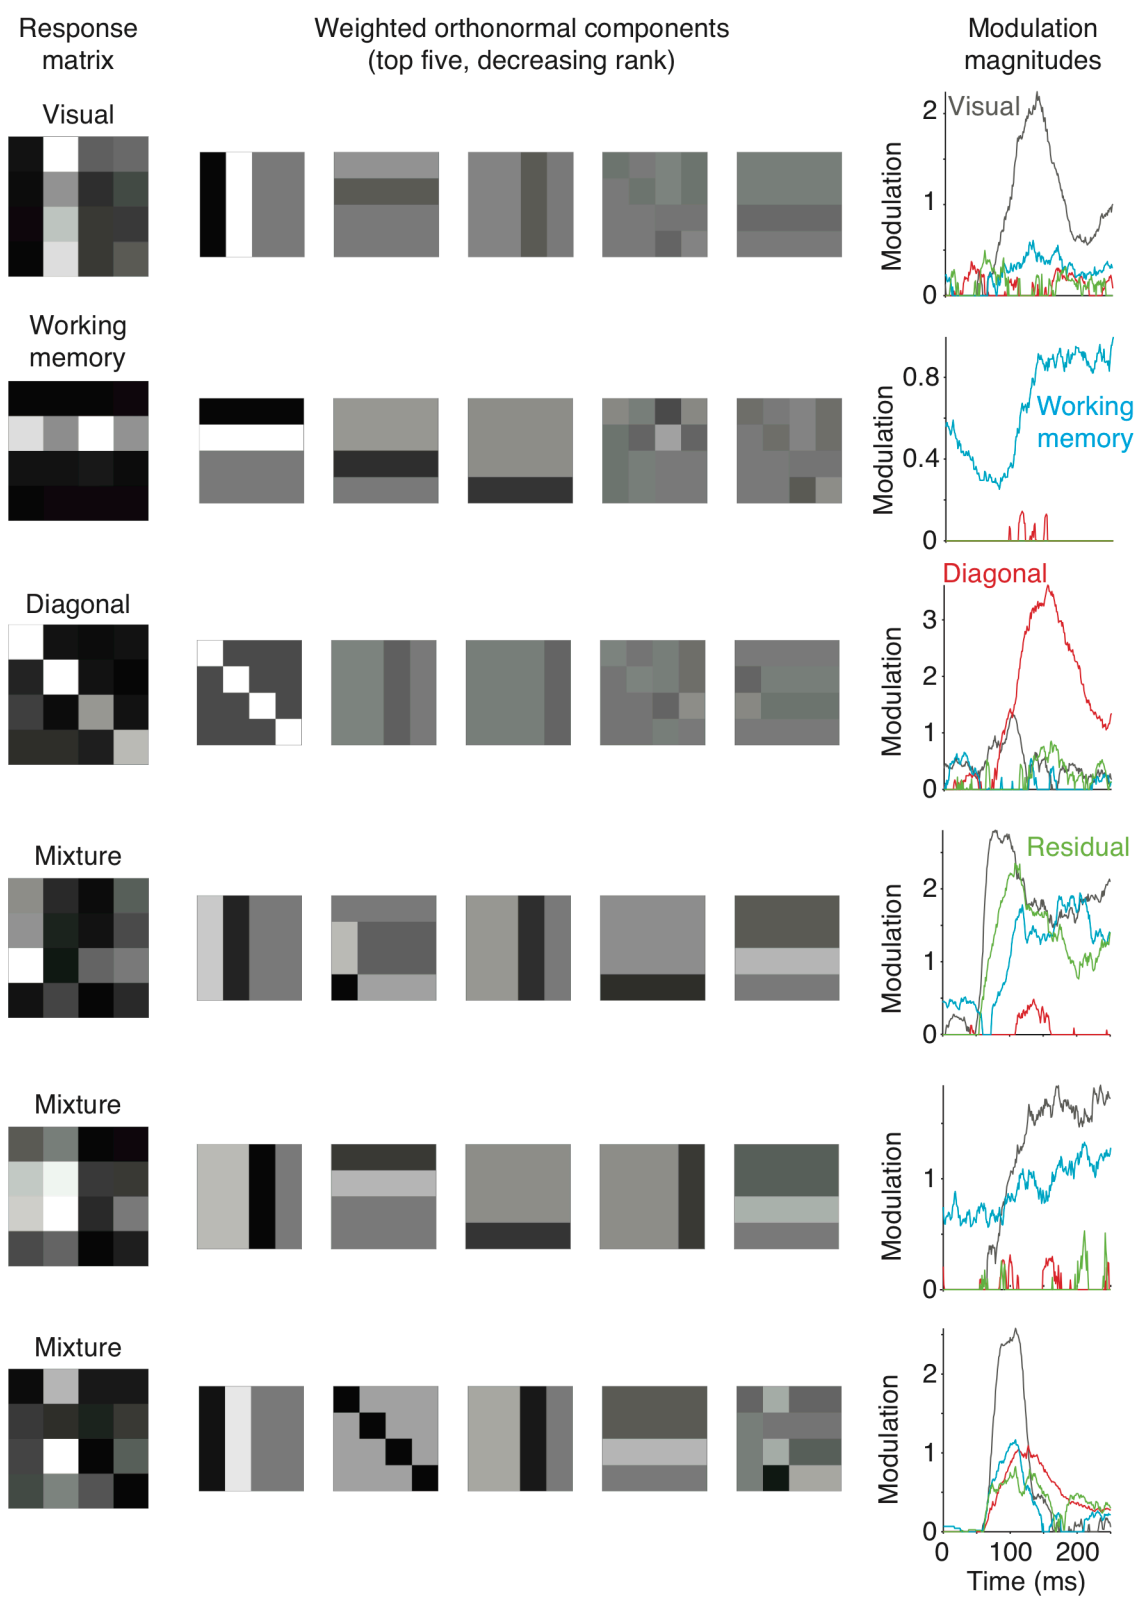 Response
matrix
Weighted orthonormal components
(top five, decreasing rank)
Modulation
magnitudes
Visual
Visual
Modulation
2
1
0
Working
memory
Working
memory
Modulation
0.8
0.4
0
Diagonal
Diagonal
Modulation
3
2
1
0
Mixture
Residual
Modulation
2
1
0
Mixture
Modulation
1
0
Mixture
Modulation
2
1
0
0 100 200
Time (ms)